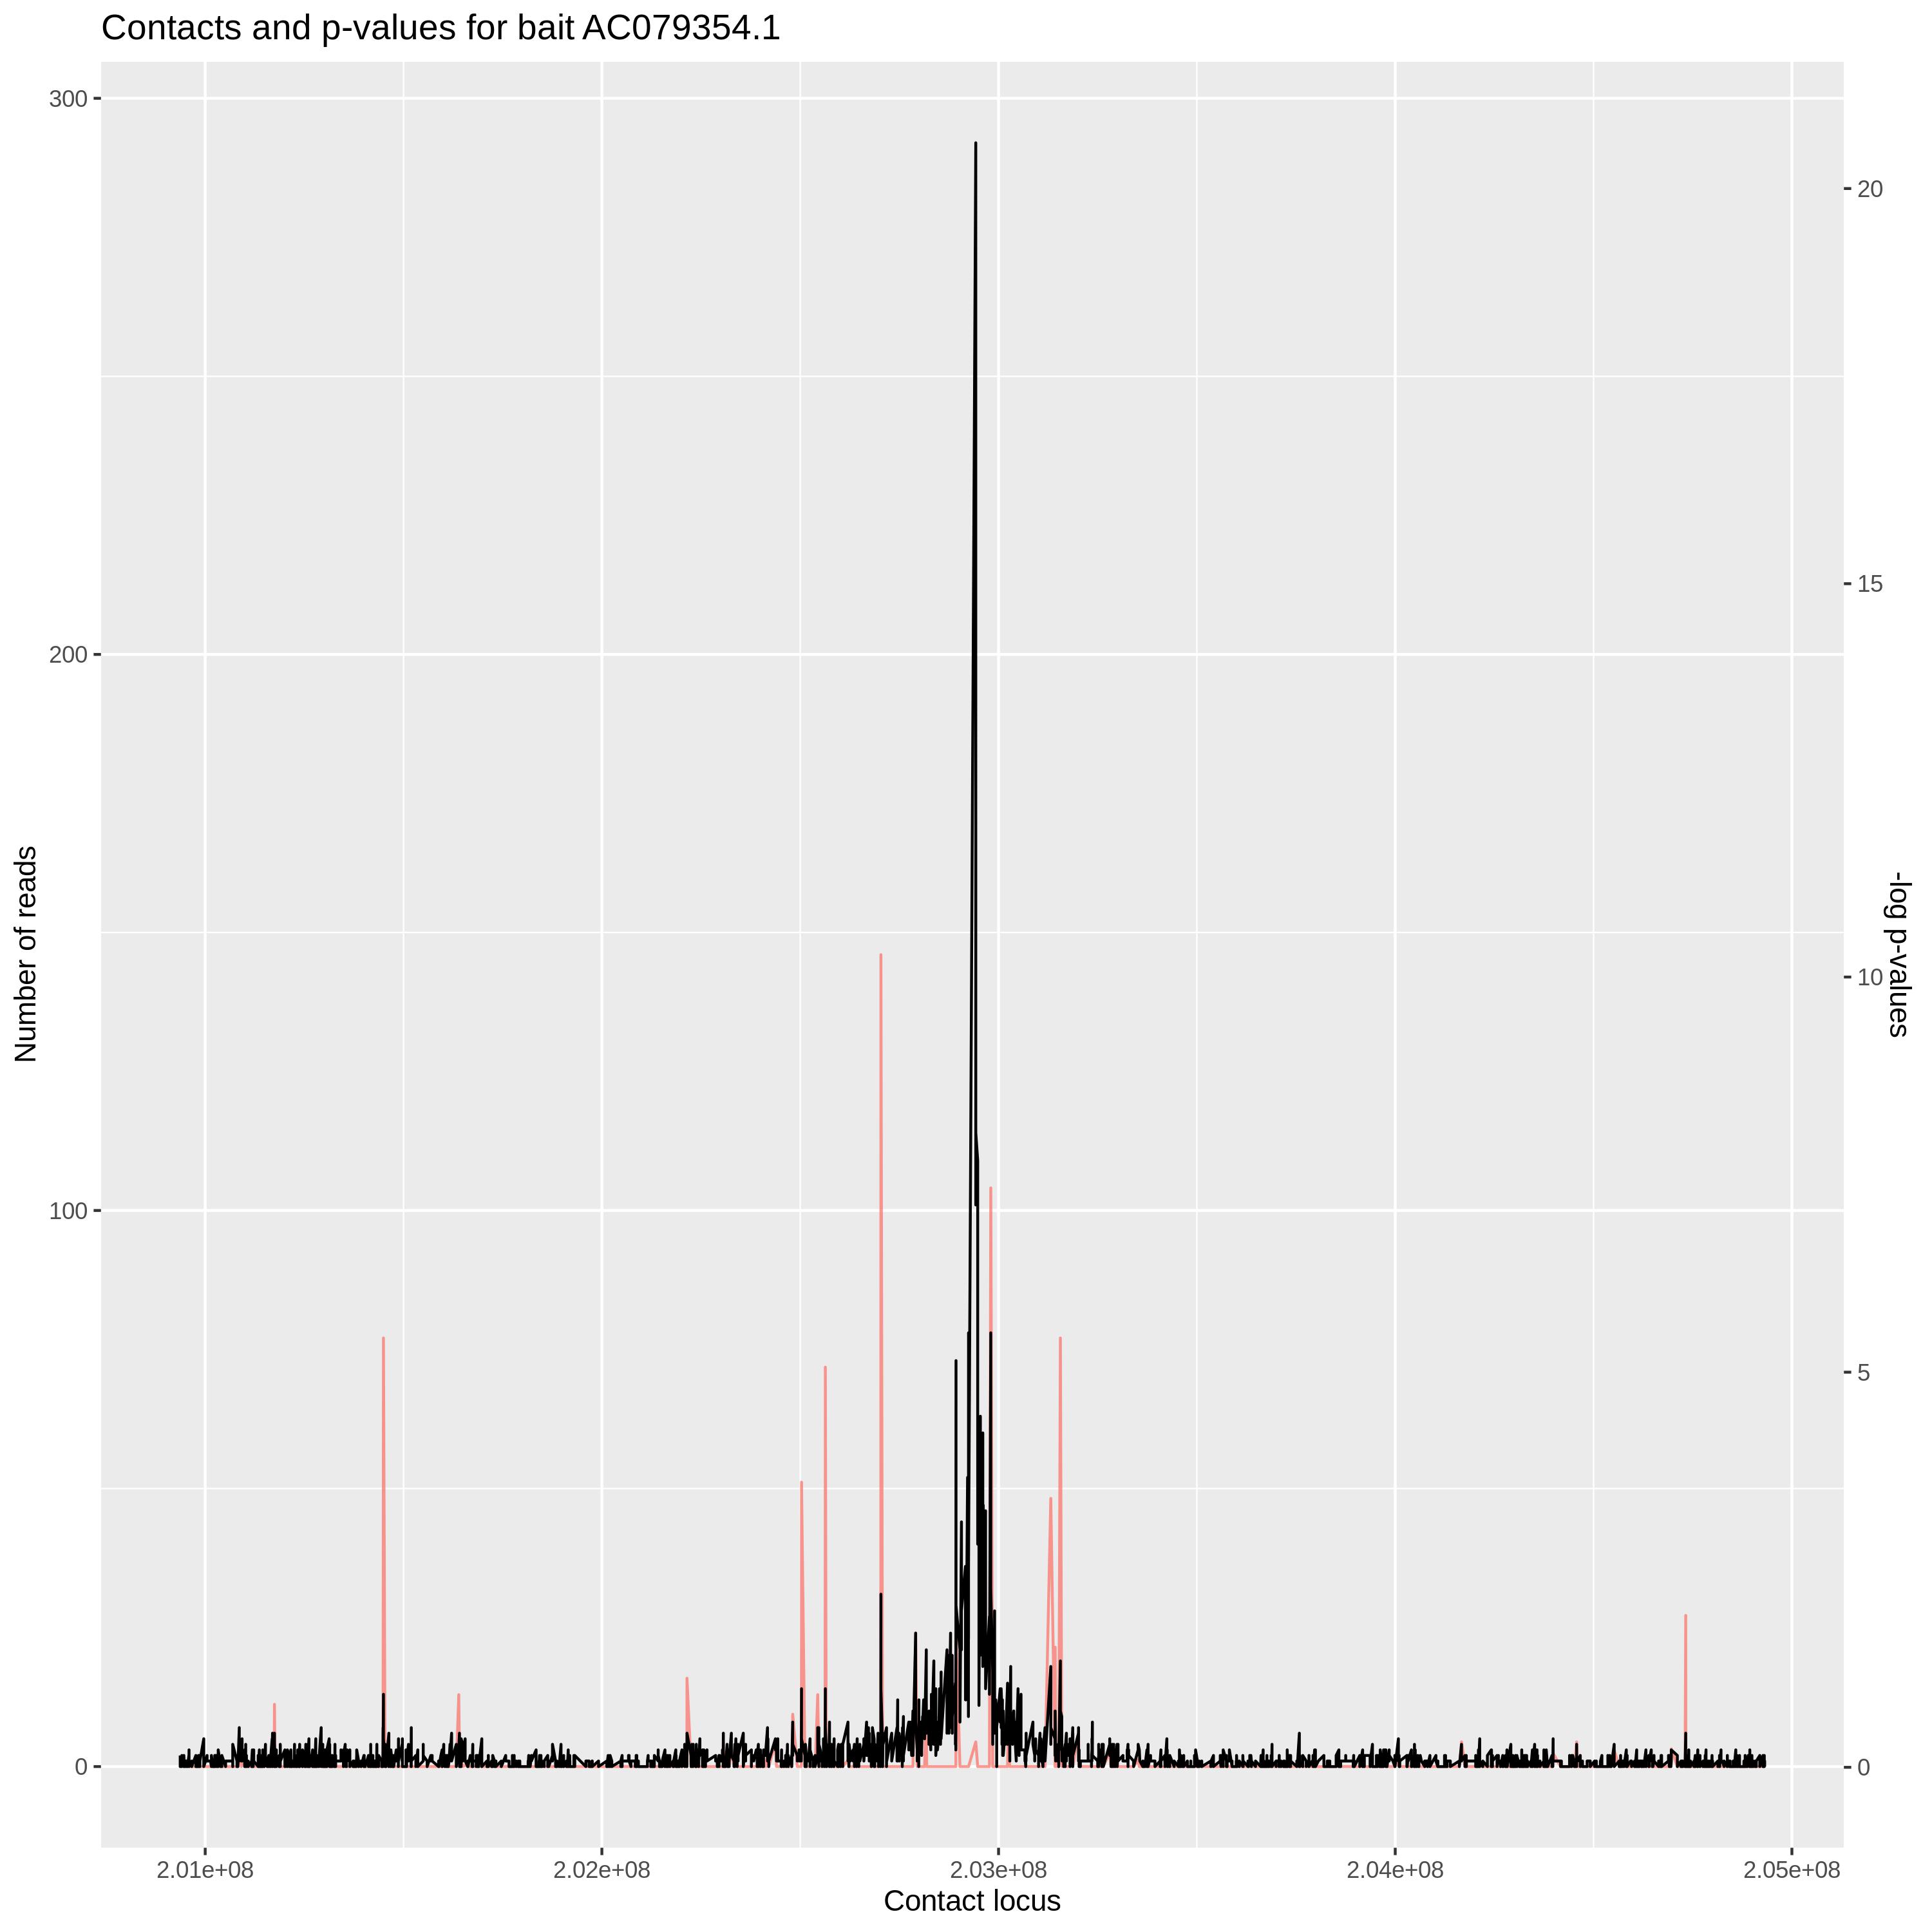 Contacts and p-values for bait AC079354.1
300
200
100
0
Number of reads
20
15
10
5
0
-log p-values
2.01e+08
2.02e+08
2.03e+08
2.04e+08
2.05e+08
Contact locus